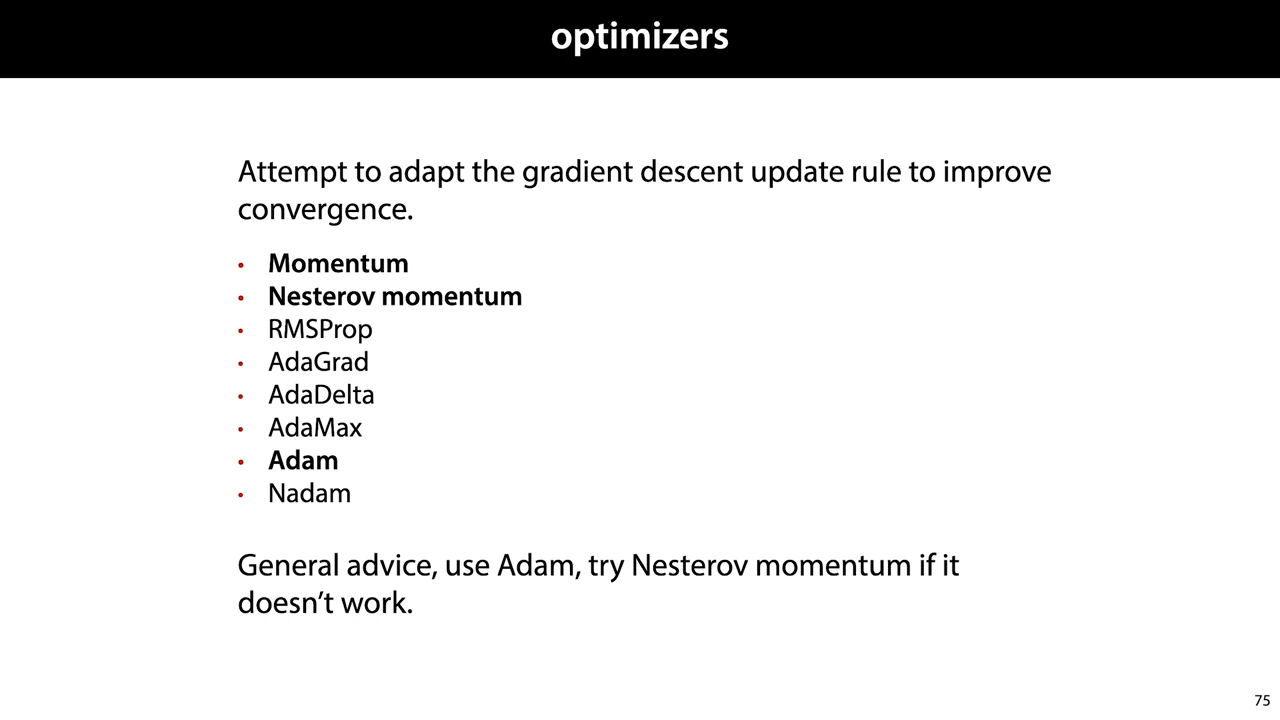 optimizers
Attempt to adapt the gradient descent update rule to improve
convergence.
• Momentum
• Nesterov momentum
• RMSProp
• AdaGrad
• AdaDelta
• AdaMax
• Adam
• Nadam
General advice, use Adam, try Nesterov momentum if it
doesn’t work.
75